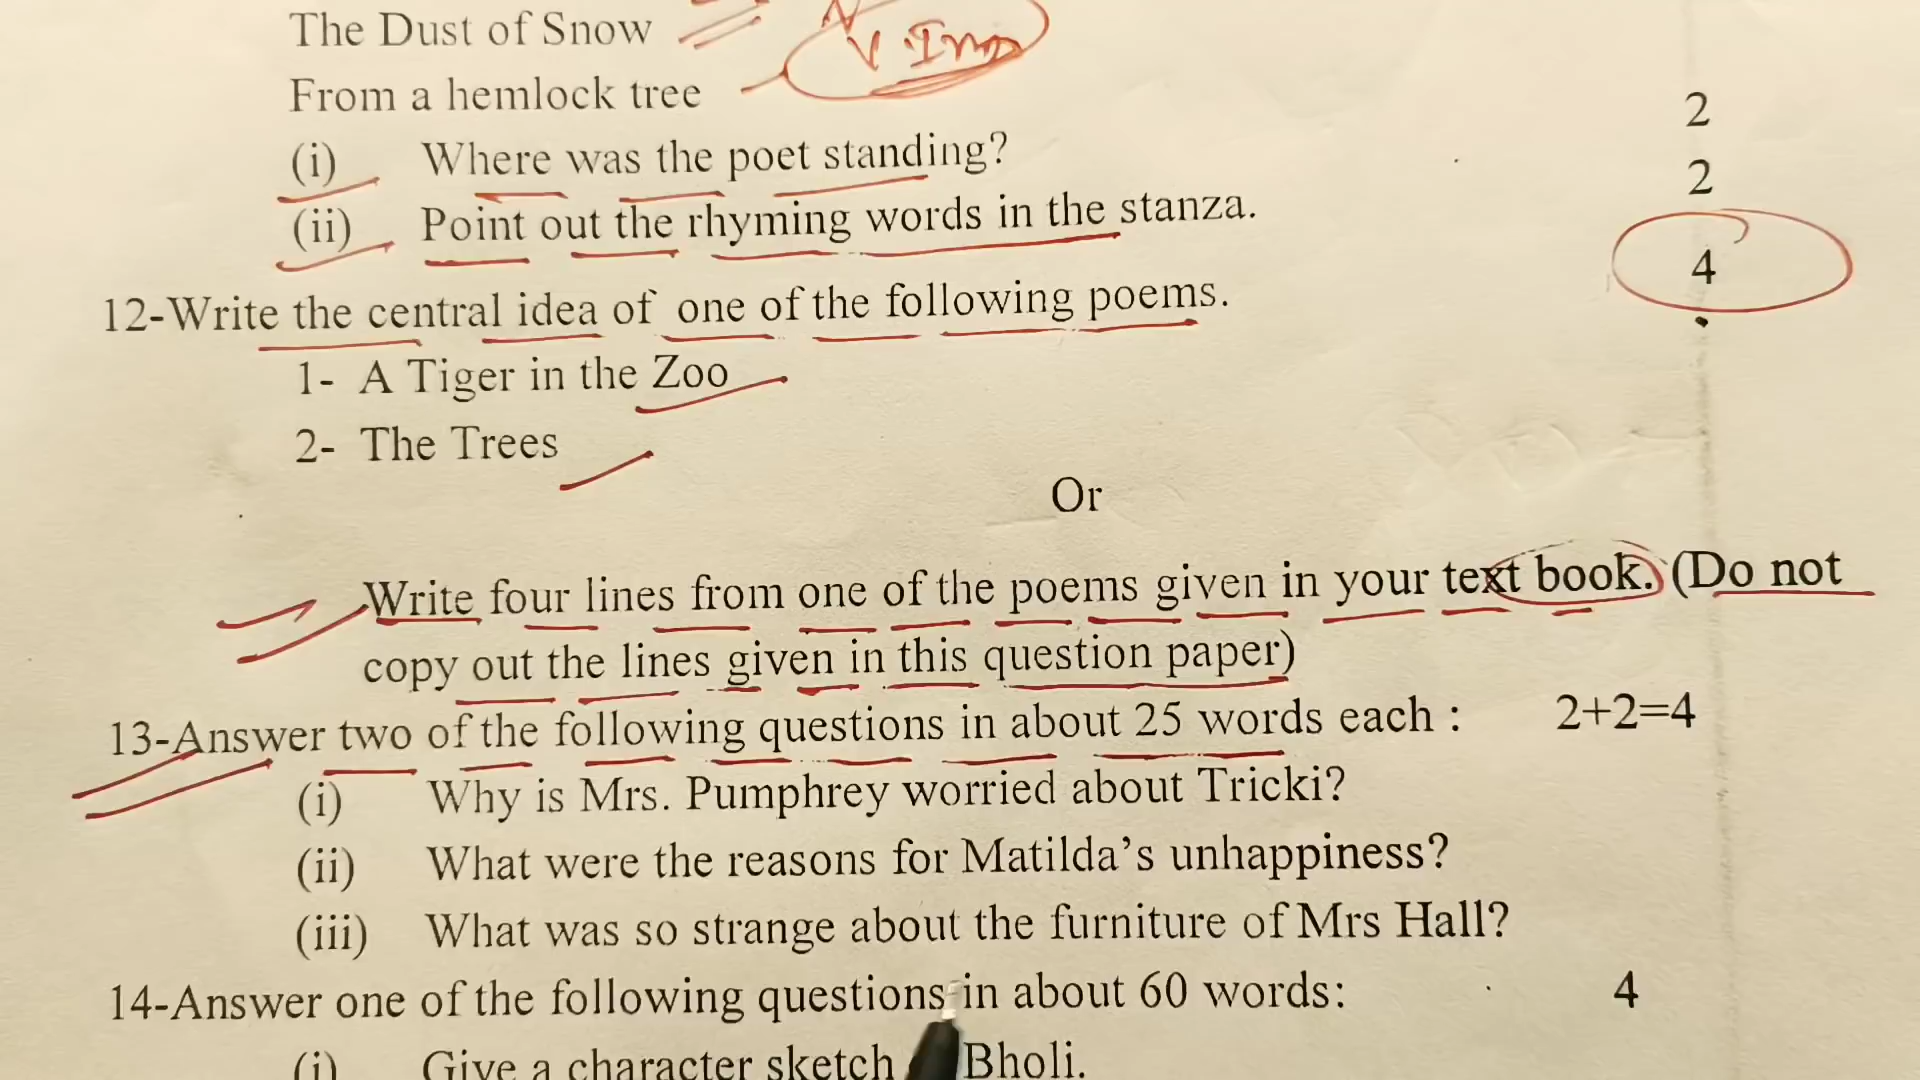 The Dust of Snow
From a hemlock tree
V.Imp
2
(i) Where was the poet standing?
2
(ii) Point out the rhyming words in the stanza.
4
12-Write the central idea of one of the following poems.
1- A Tiger in the Zoo
2- The Trees
Or
Write four lines from one of the poems given in your text book. (Do not
copy out the lines given in this question paper)
13-Answer two of the following questions in about 25 words each : 2+2=4
(i) Why is Mrs. Pumphrey worried about Tricki?
(ii) What were the reasons for Matilda's unhappiness?
(iii) What was so strange about the furniture of Mrs Hall?
14-Answer one of the following questions in about 60 words: 4
(i) Give a character sketch Bholi.